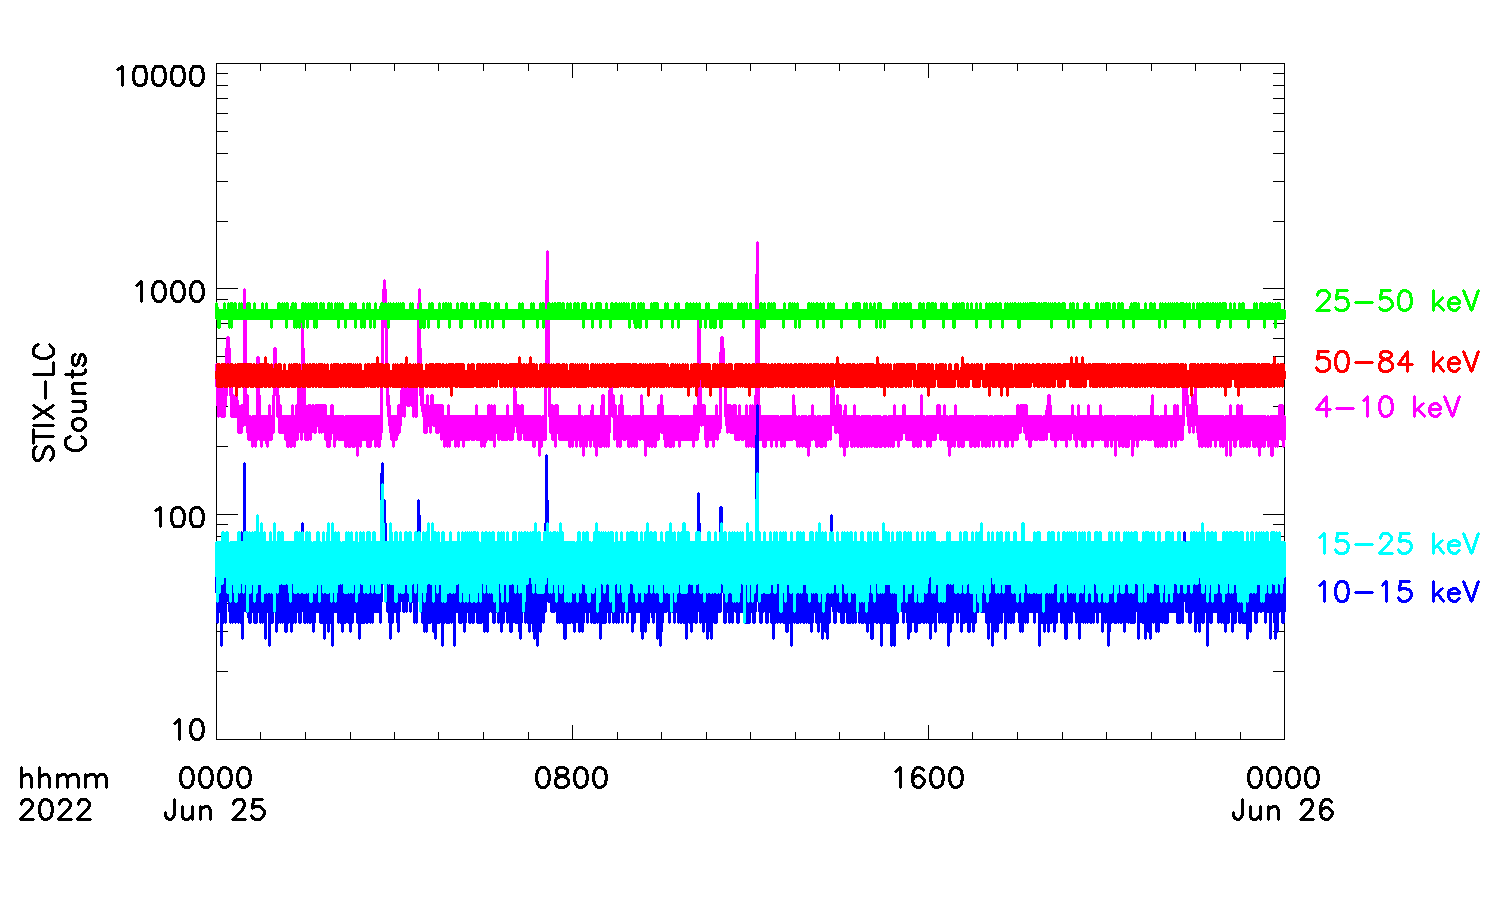 10000
1000
100
10
STIX-LC
Counts
25-50 keV
50-84 keV
4-10 keV
15-25 keV
10-15 keV
hhmm 0000 0800 1600 0000
2022 Jun 25 Jun 26